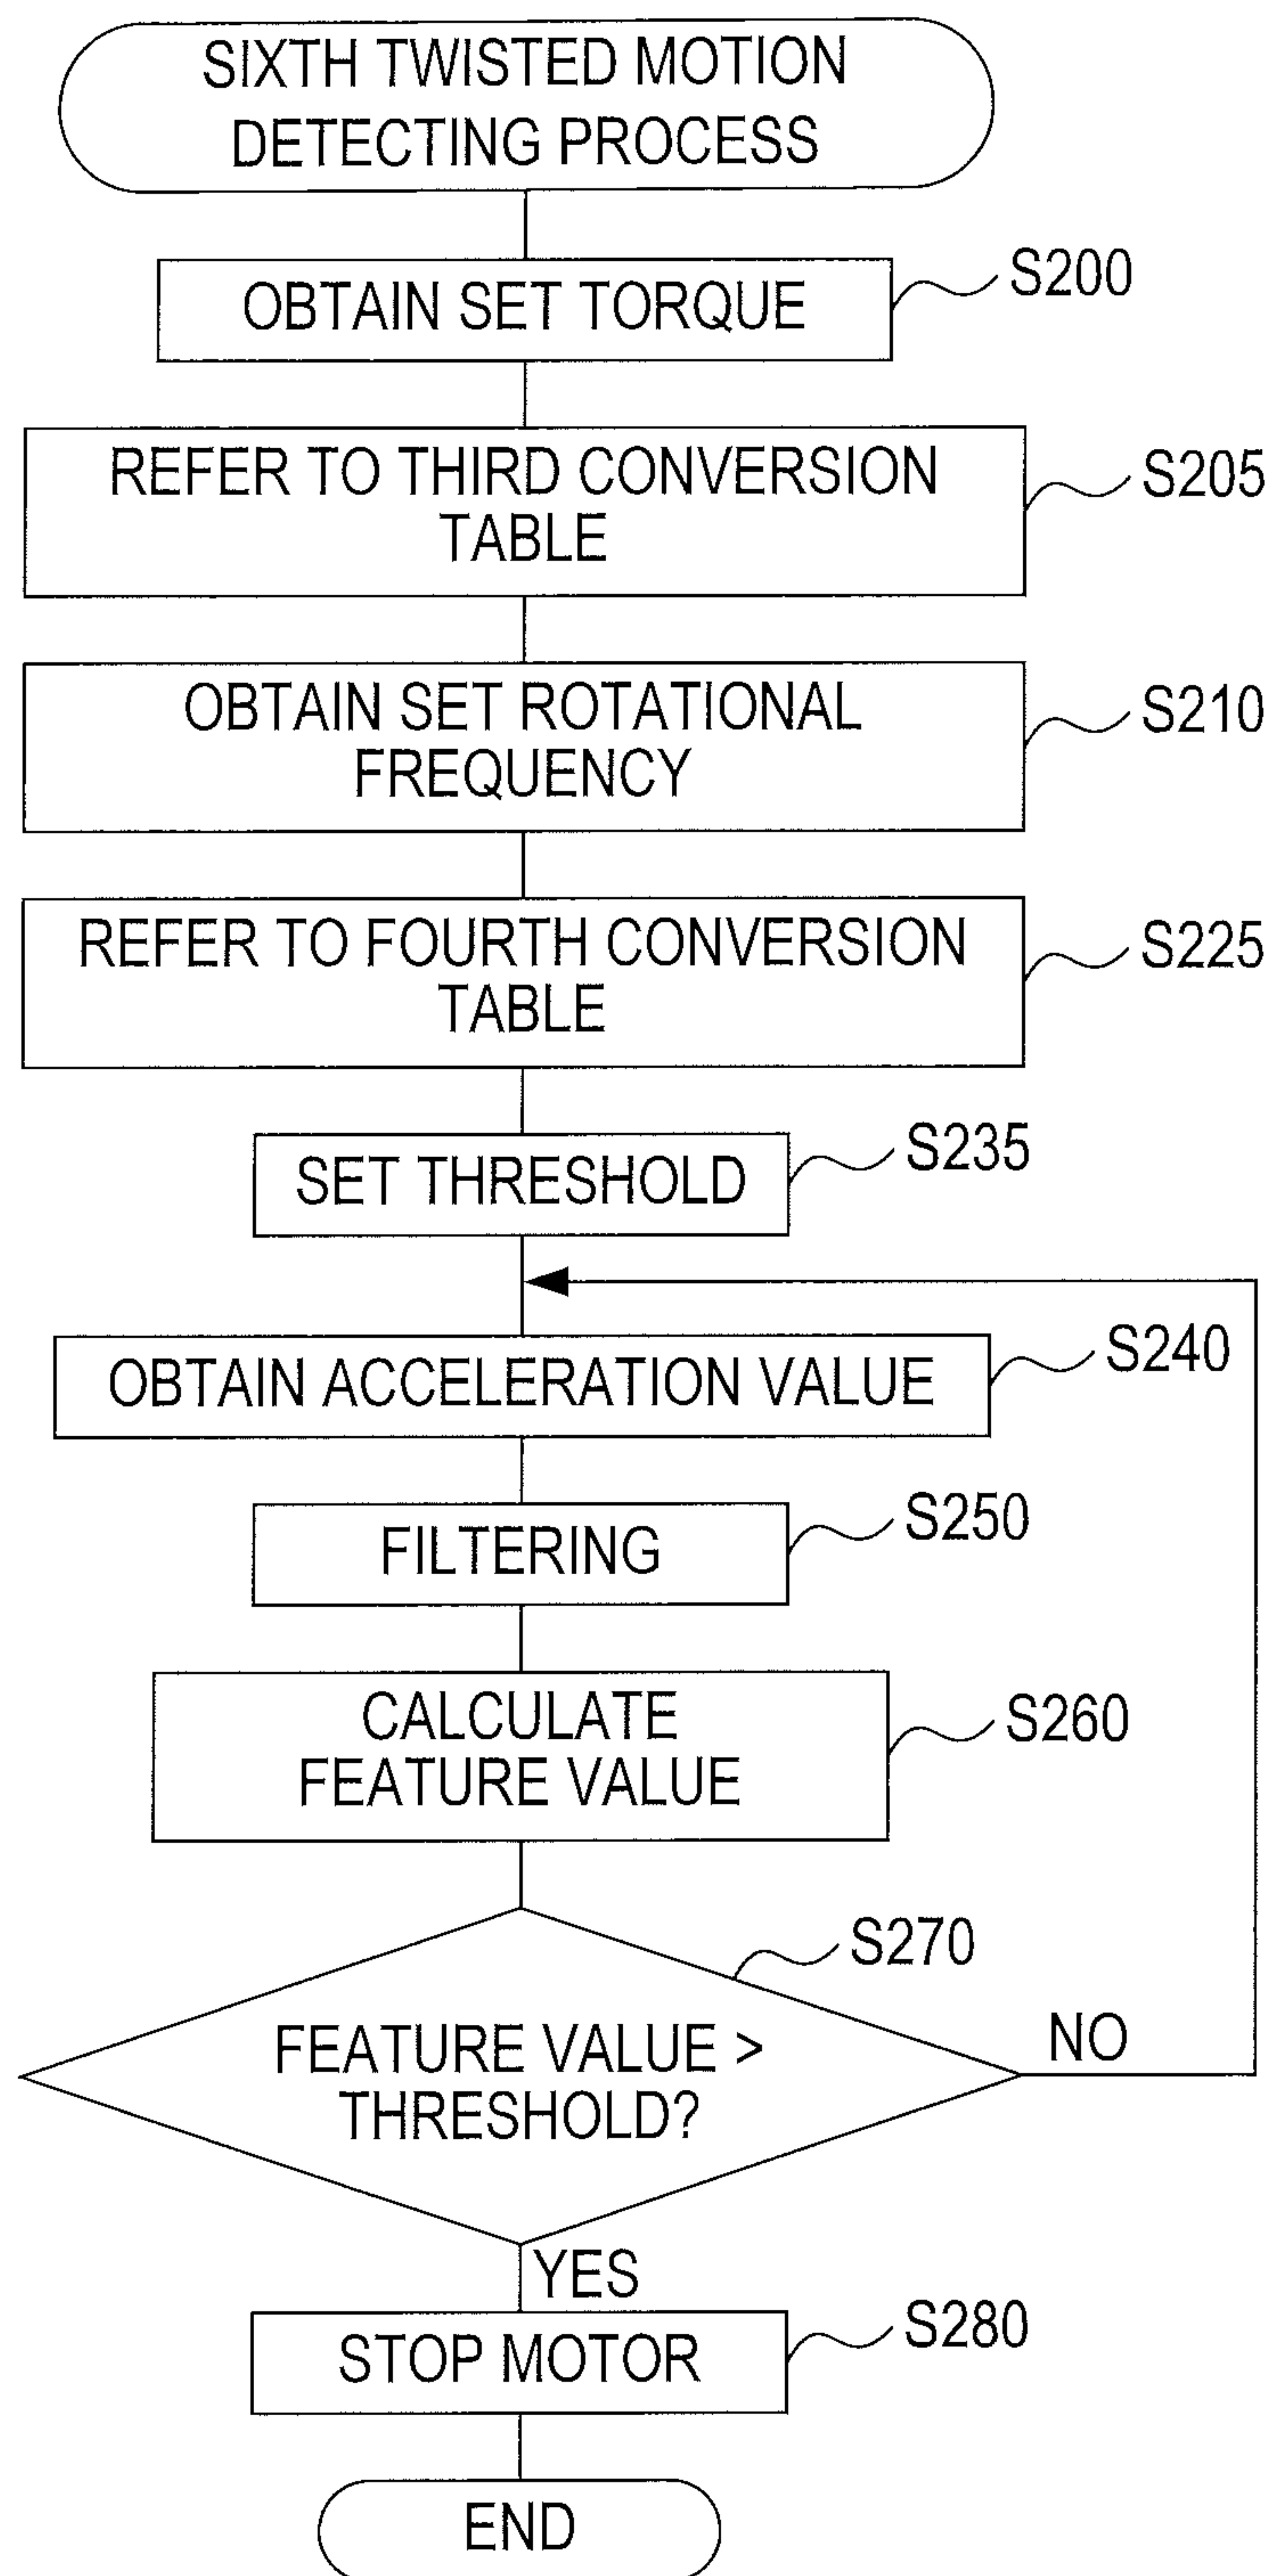 SIXTH TWISTED MOTION
DETECTING PROCESS
OBTAIN SET TORQUE
S200
REFER TO THIRD CONVERSION
TABLE
S205
OBTAIN SET ROTATIONAL
FREQUENCY
S210
REFER TO FOURTH CONVERSION
TABLE
S225
SET THRESHOLD
S235
OBTAIN ACCELERATION VALUE
S240
FILTERING
S250
CALCULATE
FEATURE VALUE
S260
S270
FEATURE VALUE >
THRESHOLD?
NO
YES
STOP MOTOR
S280
END